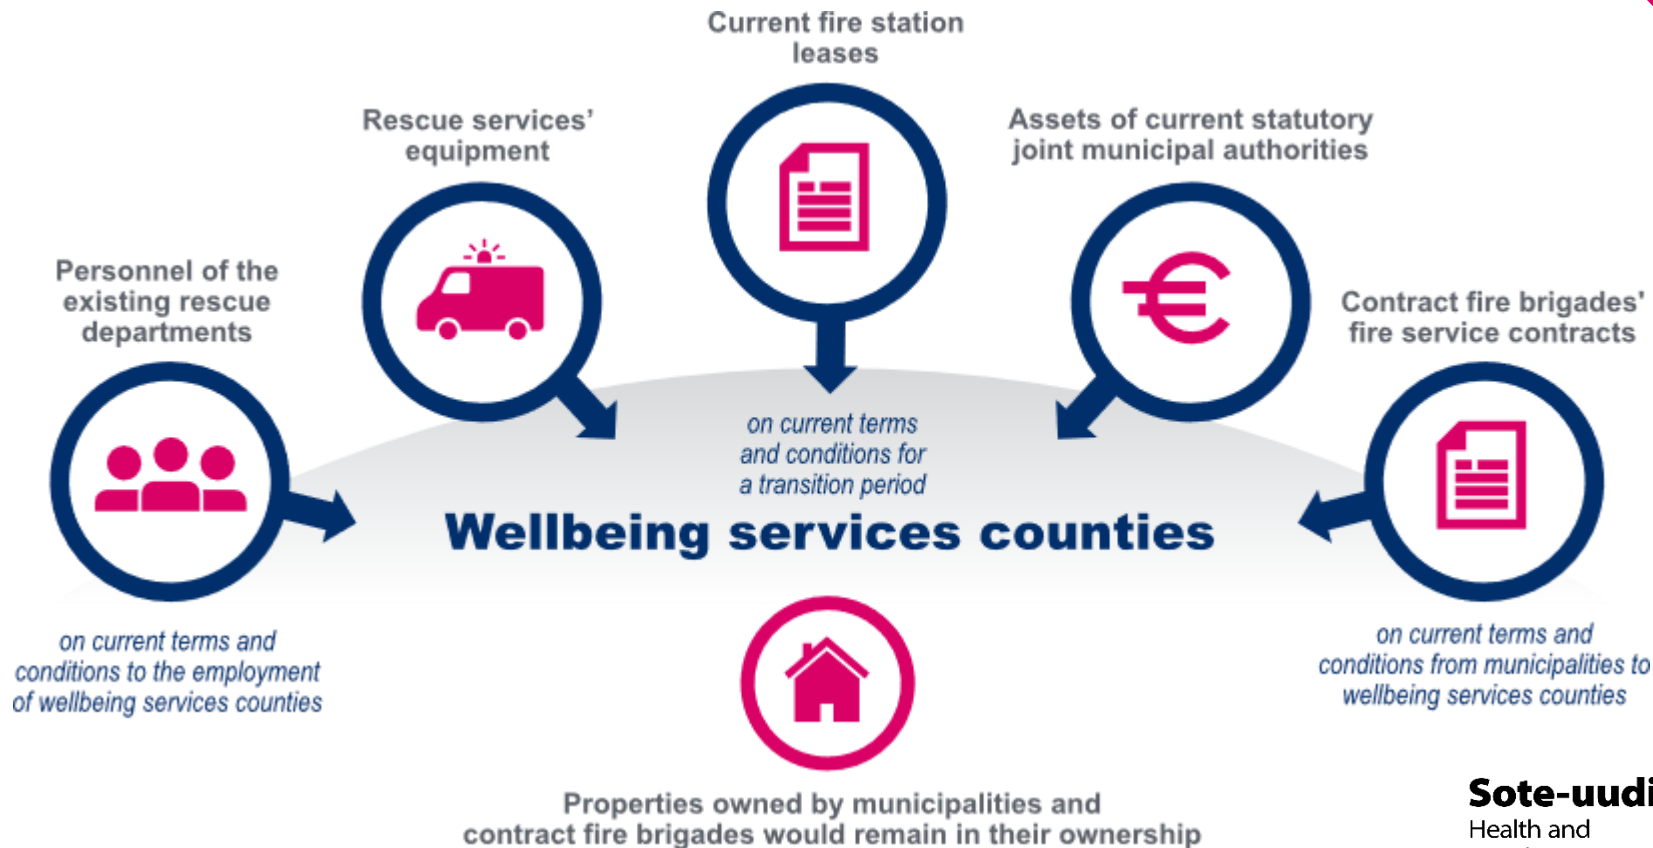 Current fire station
leases
Rescue services’
equipment
Assets of current statutory
joint municipal authorities
Personnel of the
existing rescue
departments
Contract fire brigades'
fire service contracts
on current terms
and conditions for
a transition period
Wellbeing services counties
on current terms and
conditions to the employment
of wellbeing services counties
on current terms and
conditions from municipalities to
wellbeing services counties
Properties owned by municipalities and
contract fire brigades would remain in their ownership
Sote-uudi
Health and